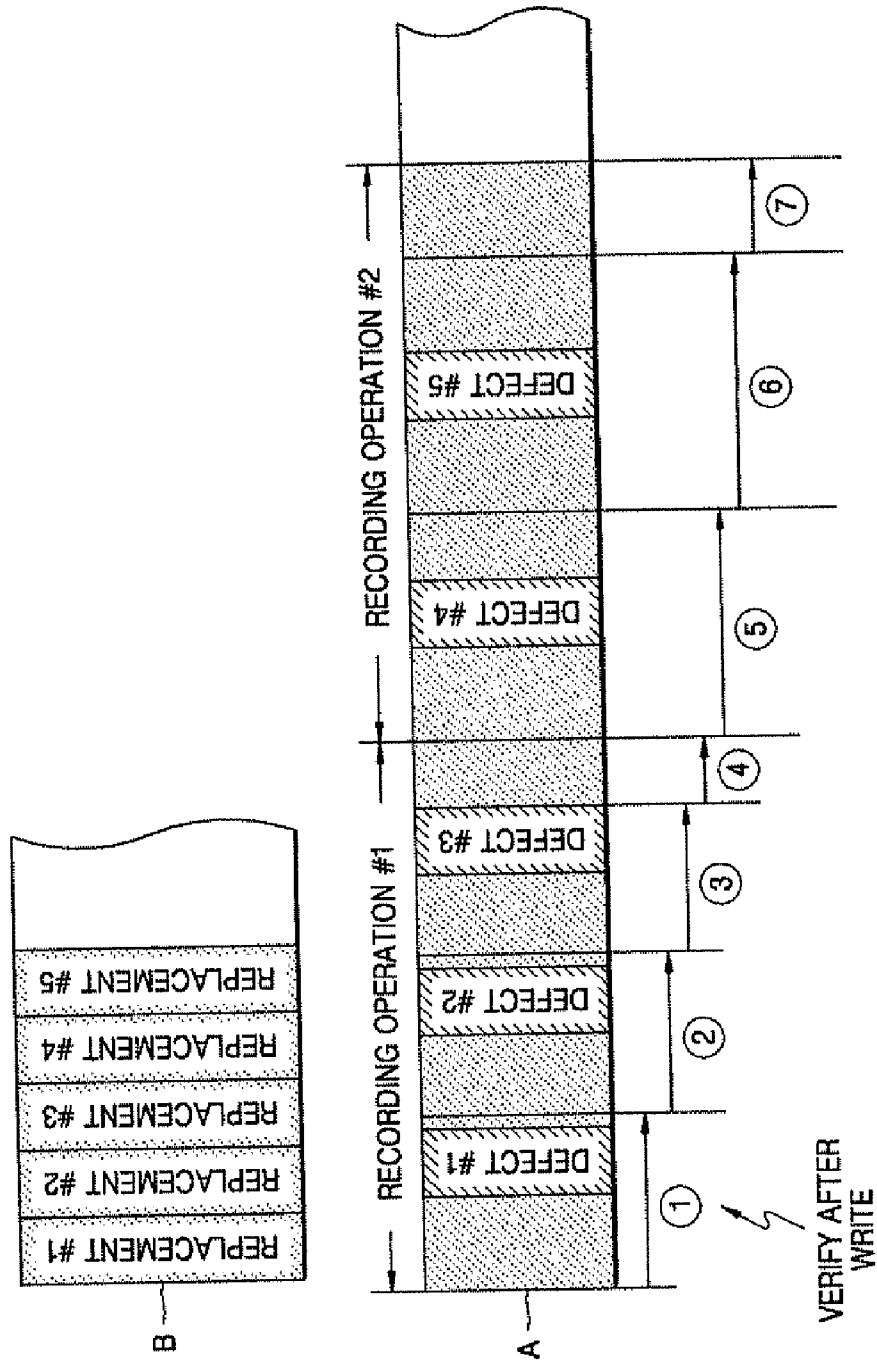 REPLACEMENT #1
REPLACEMENT #2
REPLACEMENT #3
REPLACEMENT #4
REPLACEMENT #5
B
RECORDING OPERATION #1
RECORDING OPERATION #2
DEFECT #1
DEFECT #2
DEFECT #3
DEFECT #4
DEFECT #5
A
①
②
③
④
⑤
⑥
⑦
VERIFY AFTER
WRITE